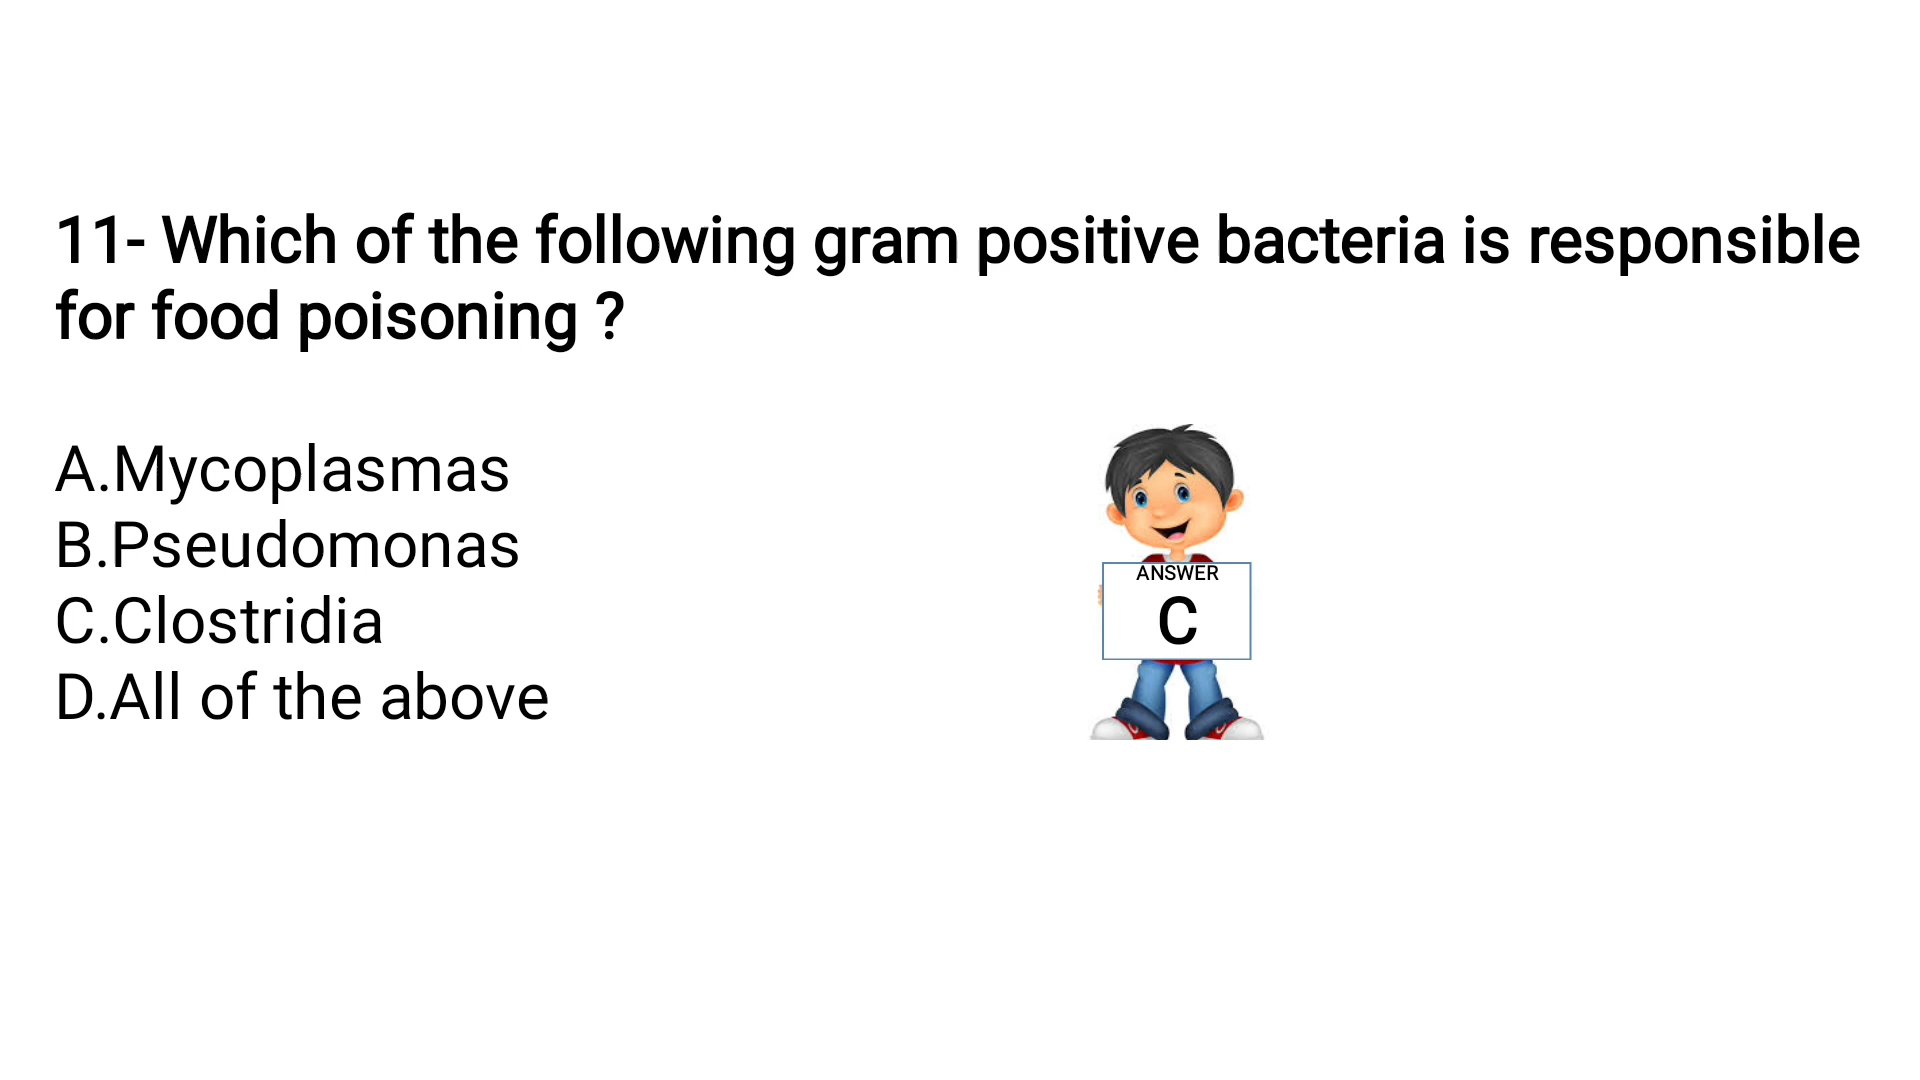 11- Which of the following gram positive bacteria is responsible
for food poisoning ?
A.Mycoplasmas
B.Pseudomonas
C.Clostridia
D.All of the above
ANSWER
C